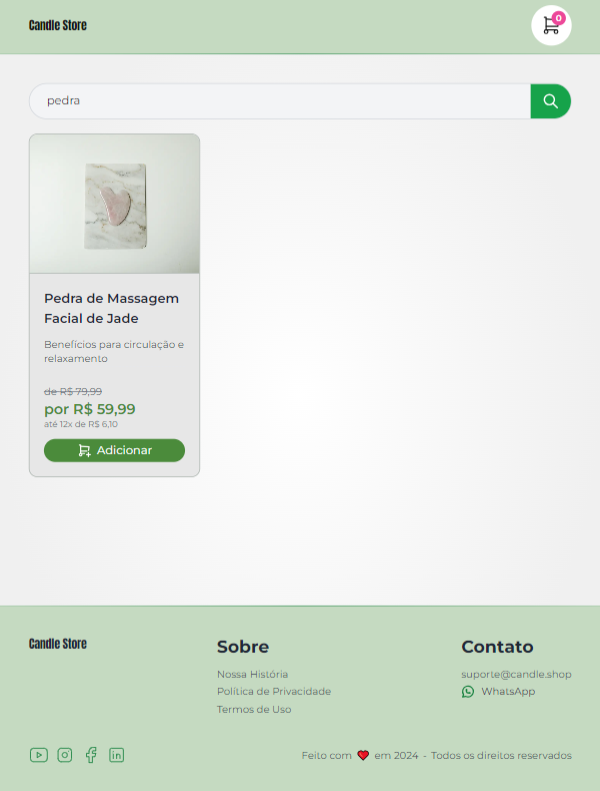 Candle Store
0
pedra
Pedra de Massagem
Facial de Jade
Benefícios para circulação e
relaxamento
de R$ 79,99
por R$ 59,99
até 12x de R$ 6,10
Adicionar
Candle Store
Sobre
Nossa História
Política de Privacidade
Termos de Uso
Contato
suporte@candle.shop
WhatsApp
Feito com ❤️ em 2024 - Todos os direitos reservados